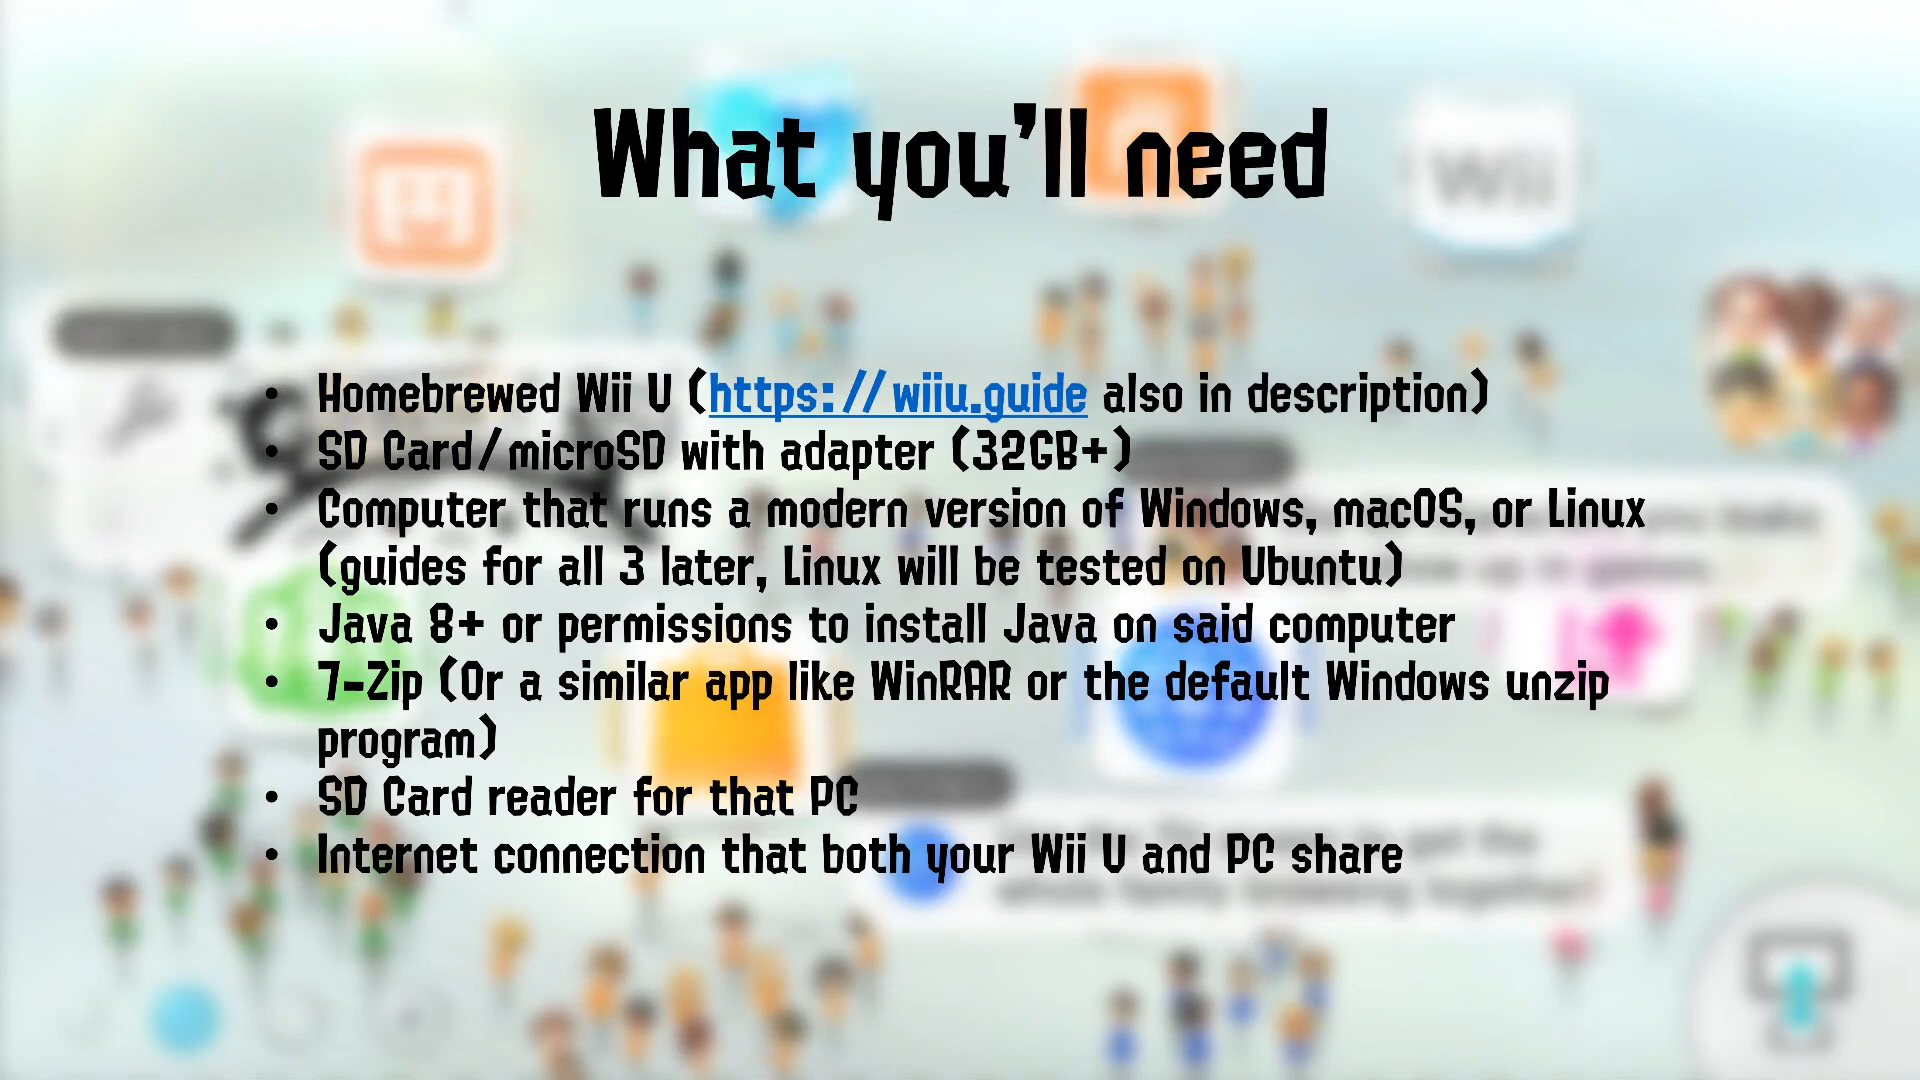 What you'll need
Wii
• Homebrewed Wii U (https://wiiu.guide also in description)
• SD Card/microSD with adapter (32GB+)
• Computer that runs a modern version of Windows, macOS, or Linux
(guides for all 3 later, Linux will be tested on Ubuntu)
• Java 8+ or permissions to install Java on said computer
• 7-Zip (Or a similar app like WinRAR or the default Windows unzip
program)
• SD Card reader for that PC
• Internet connection that both your Wii U and PC share